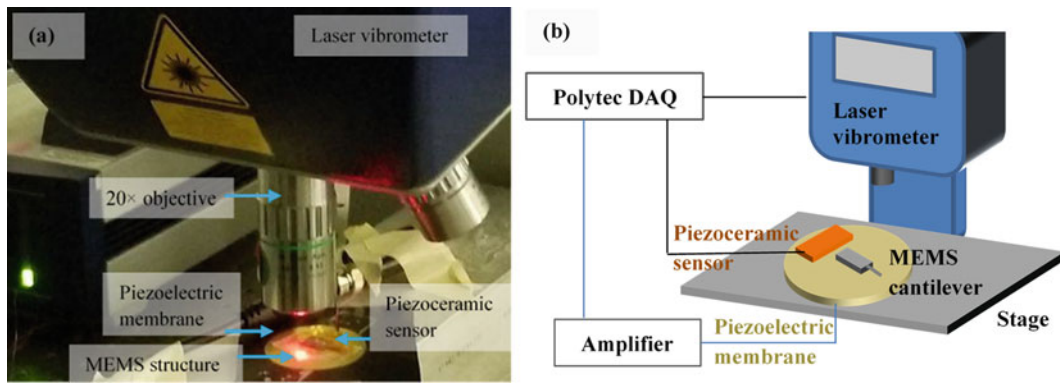 (a)
Laser vibrometer
20× objective
Piezoelectric
membrane
Piezoceramic
sensor
MEMS structure
(b)
Polytec DAQ
Laser
vibrometer
Piezoceramic
sensor
MEMS
cantilever
Stage
Amplifier
Piezoelectric
membrane